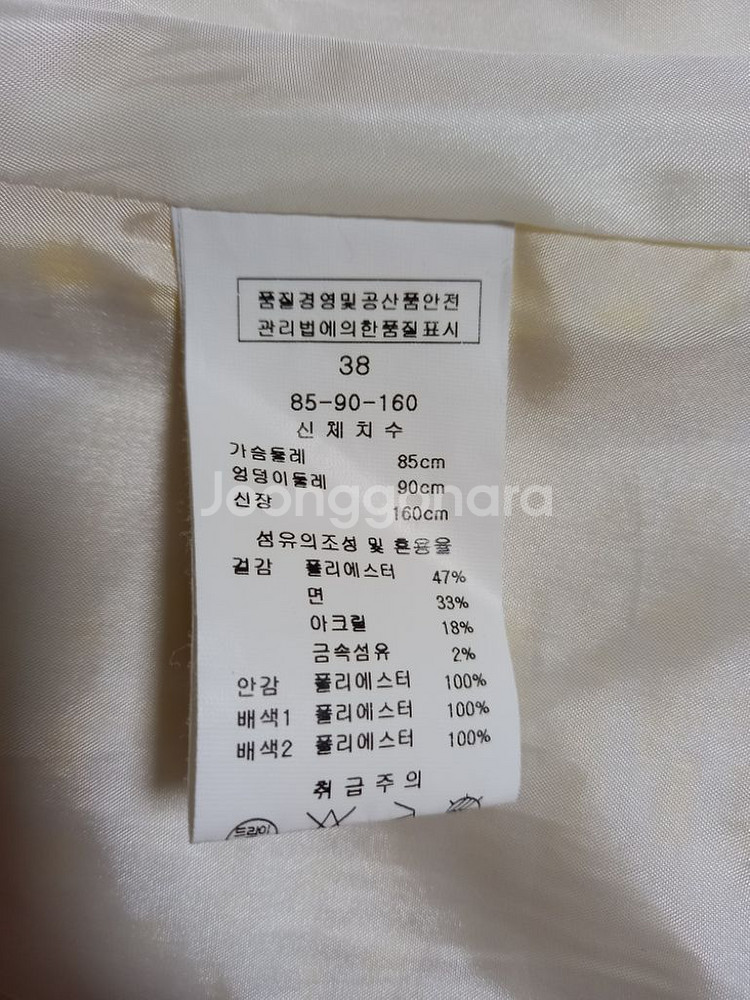 품질경영및공산품안전
관리법에의한품질표시
38
85-90-160
신체치수
가슴둘레 85cm
엉덩이둘레 90cm
신장 160cm
Joonggonara
섬유의조성 및 혼용율
겉감 폴리에스터 47%
면 33%
아크릴 18%
금속섬유 2%
안감 폴리에스터 100%
배색1 폴리에스터 100%
배색2 폴리에스터 100%
취급주의
드라이